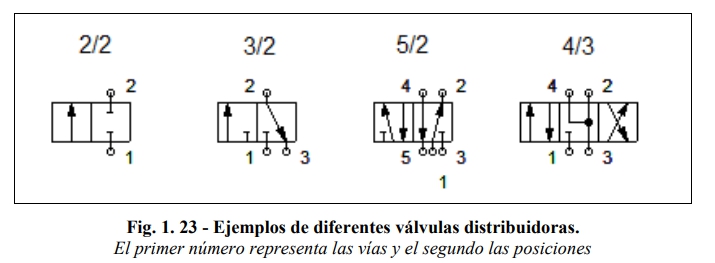 2/2 3/2 5/2 4/3
2 2 4 2 4 2
1 1 3 5 3 1 3
1
Fig. 1. 23 - Ejemplos de diferentes válvulas distribuidoras.
El primer número representa las vías y el segundo las posiciones